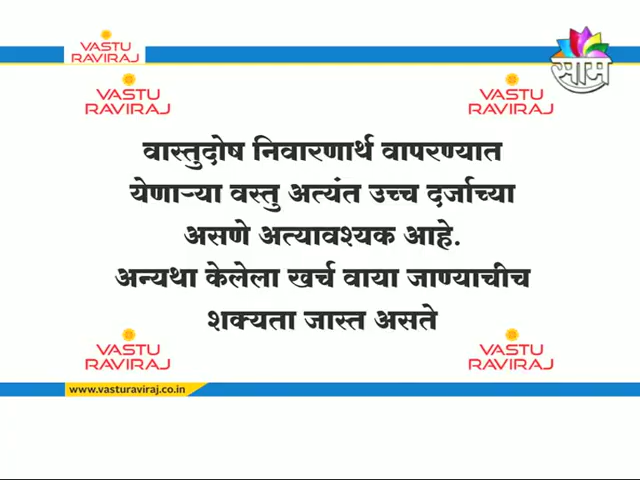 VASTU
RAVIRAJ
साम
VASTU
RAVIRAJ
VASTU
RAVIRAJ
वास्तुदोष निवारणार्थ वापरण्यात
येणाऱ्या वस्तु अत्यंत उच्च दर्जाच्या
असणे अत्यावश्यक आहे.
अन्यथा केलेला खर्च वाया जाण्याचीच
शक्यता जास्त असते
VASTU
RAVIRAJ
VASTU
RAVIRAJ
www.vasturaviraj.co.in